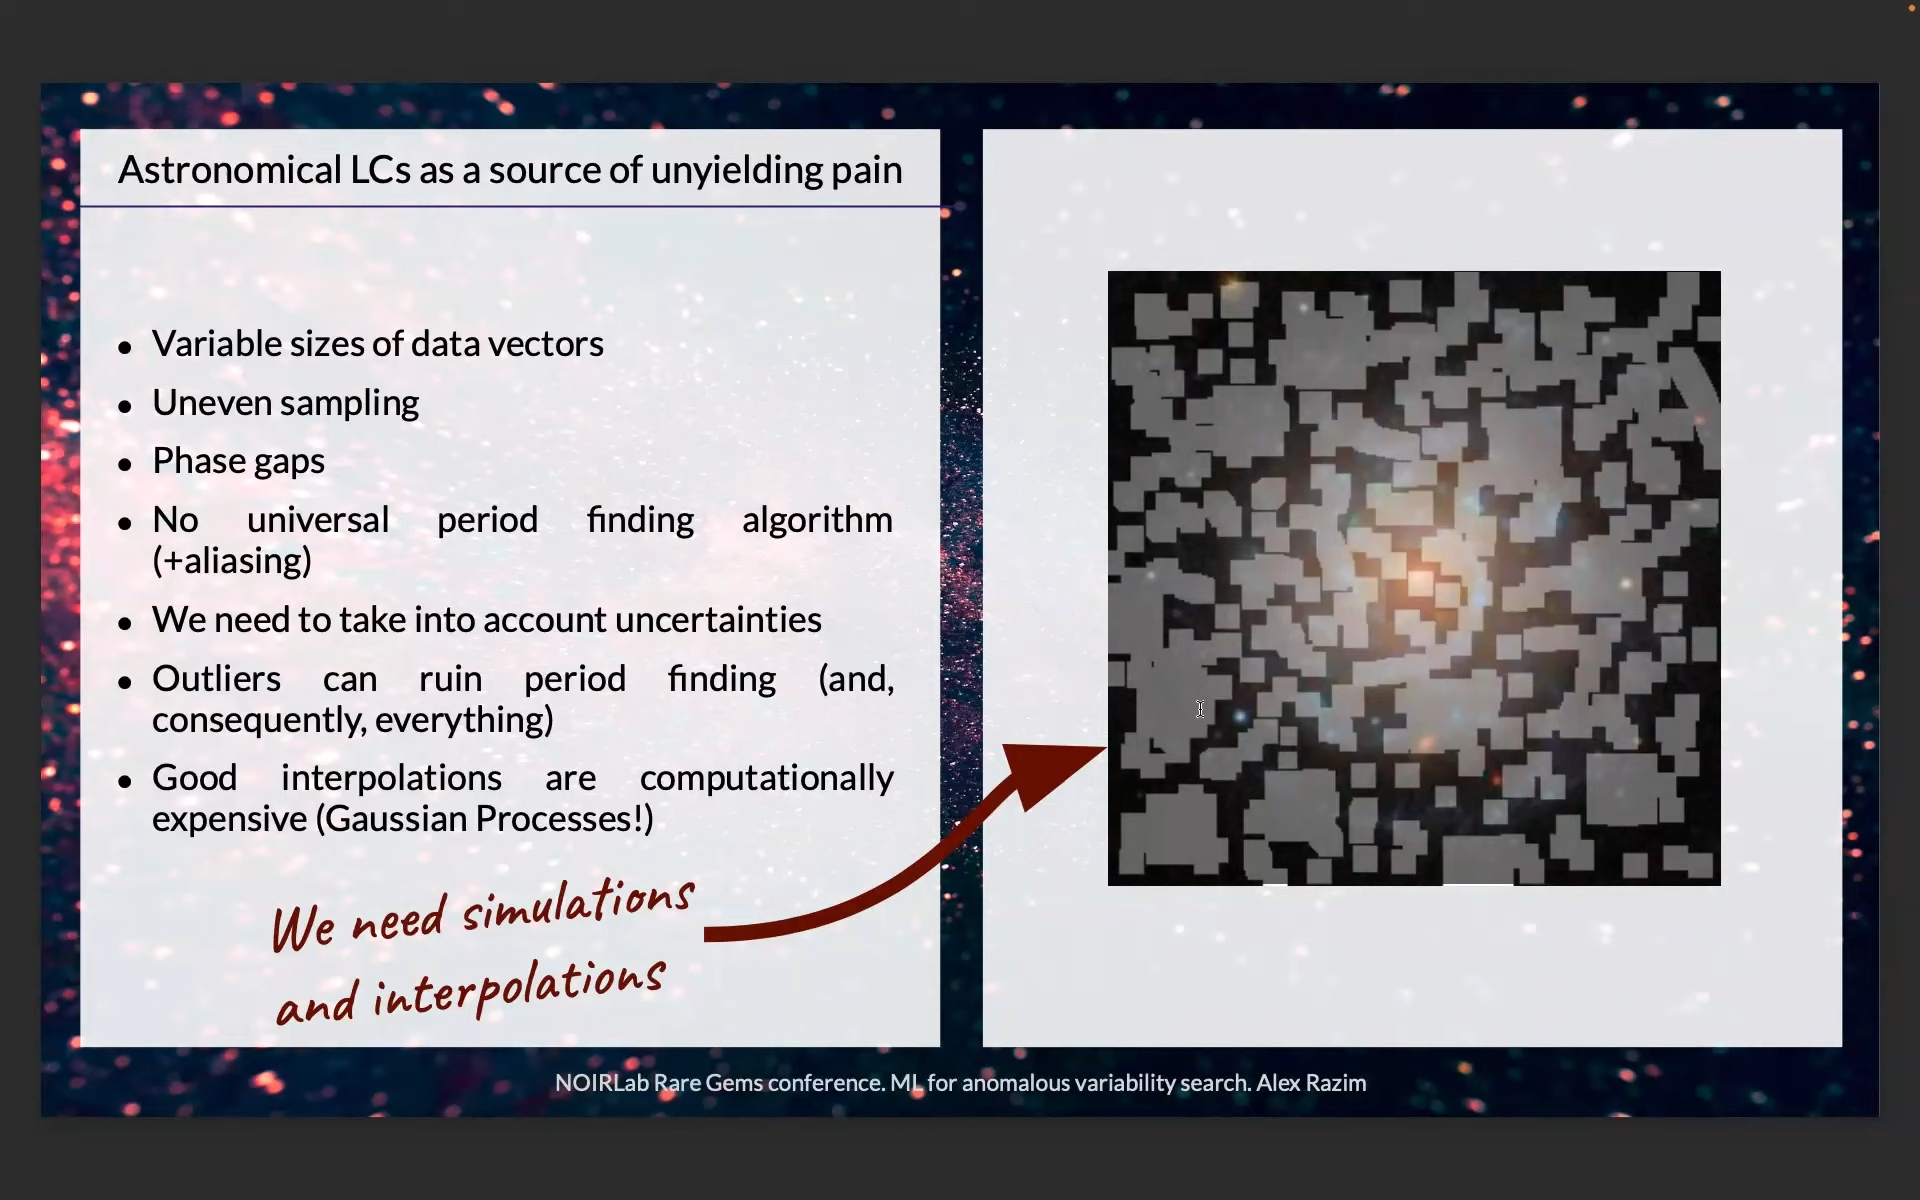 Astronomical LCs as a source of unyielding pain
• Variable sizes of data vectors
• Uneven sampling
• Phase gaps
• No universal period finding algorithm
(+aliasing)
• We need to take into account uncertainties
• Outliers can ruin period finding (and,
consequently, everything)
• Good interpolations are computationally
expensive (Gaussian Processes!)
We need simulations
and interpolations
NOIRLab Rare Gems conference. ML for anomalous variability search. Alex Razim